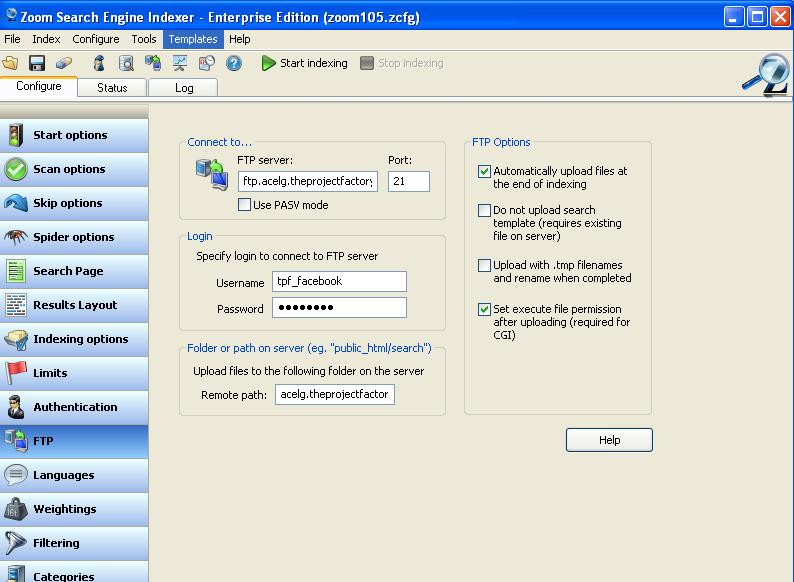 Zoom Search Engine Indexer - Enterprise Edition (zoom105.zcfg)
File Index Configure Tools Templates Help
Start indexing Stop indexing
Configure Status Log
Start options
Scan options
Skip options
Spider options
Search Page
Results Layout
Indexing options
Limits
Authentication
FTP
Languages
Weightings
Filtering
Categories
Connect to...
FTP server: Port:
ftp.acelg.theprojectfactory 21
Use PASV mode
Login
Specify login to connect to FTP server
Username tpf_facebook
Password ●●●●●●●●
Folder or path on server (eg. "public_html/search")
Upload files to the following folder on the server
Remote path: acelg.theprojectfactor
FTP Options
Automatically upload files at
the end of indexing
Do not upload search
template (requires existing
file on server)
Upload with .tmp filenames
and rename when completed
Set execute file permission
after uploading (required for
CGI)
Help